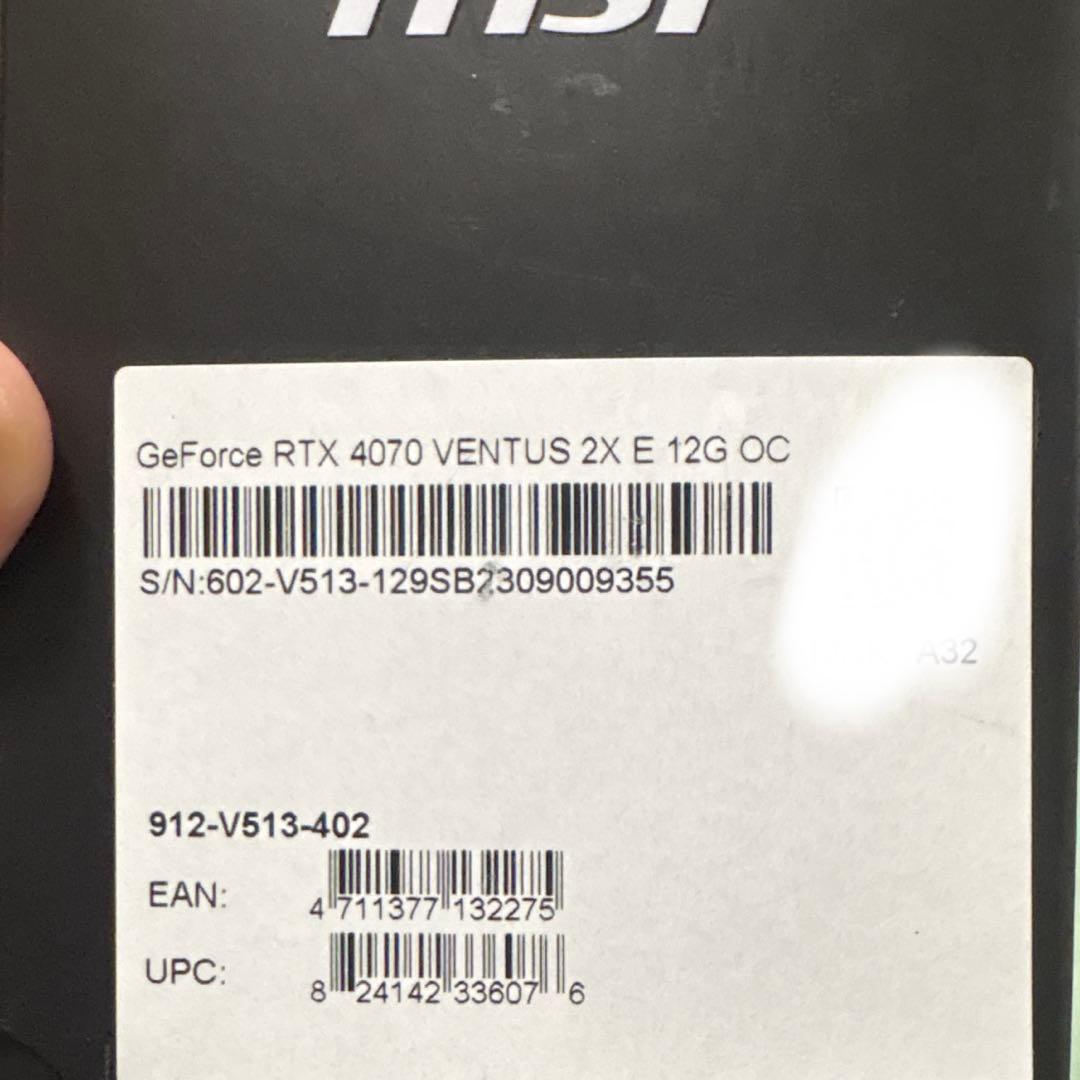 msi
GeForce RTX 4070 VENTUS 2X E 12G OC
S/N:602-V513-129SB2309009355
A32
912-V513-402
EAN:
4 711377 132275
UPC:
8 24142 33607 6